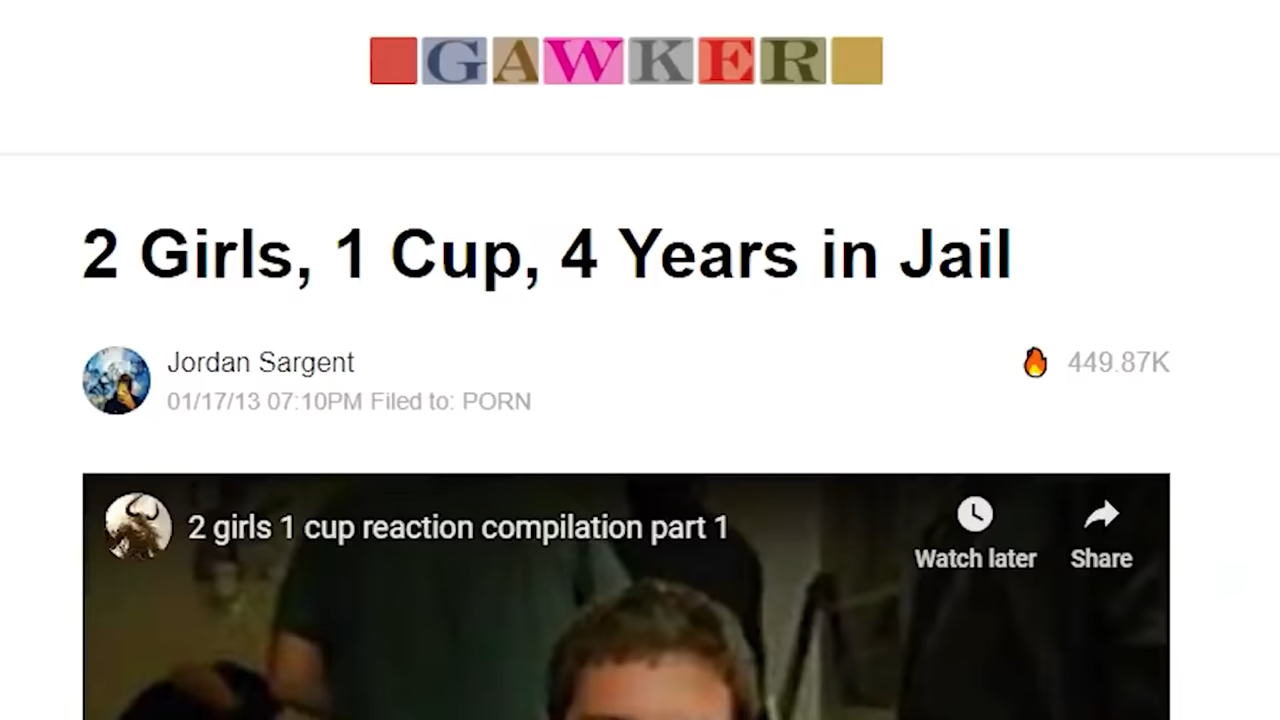 GAWKER
2 Girls, 1 Cup, 4 Years in Jail
Jordan Sargent
449.87K
01/17/13 07:10PM Filed to: PORN
2 girls 1 cup reaction compilation part 1
Watch later
Share